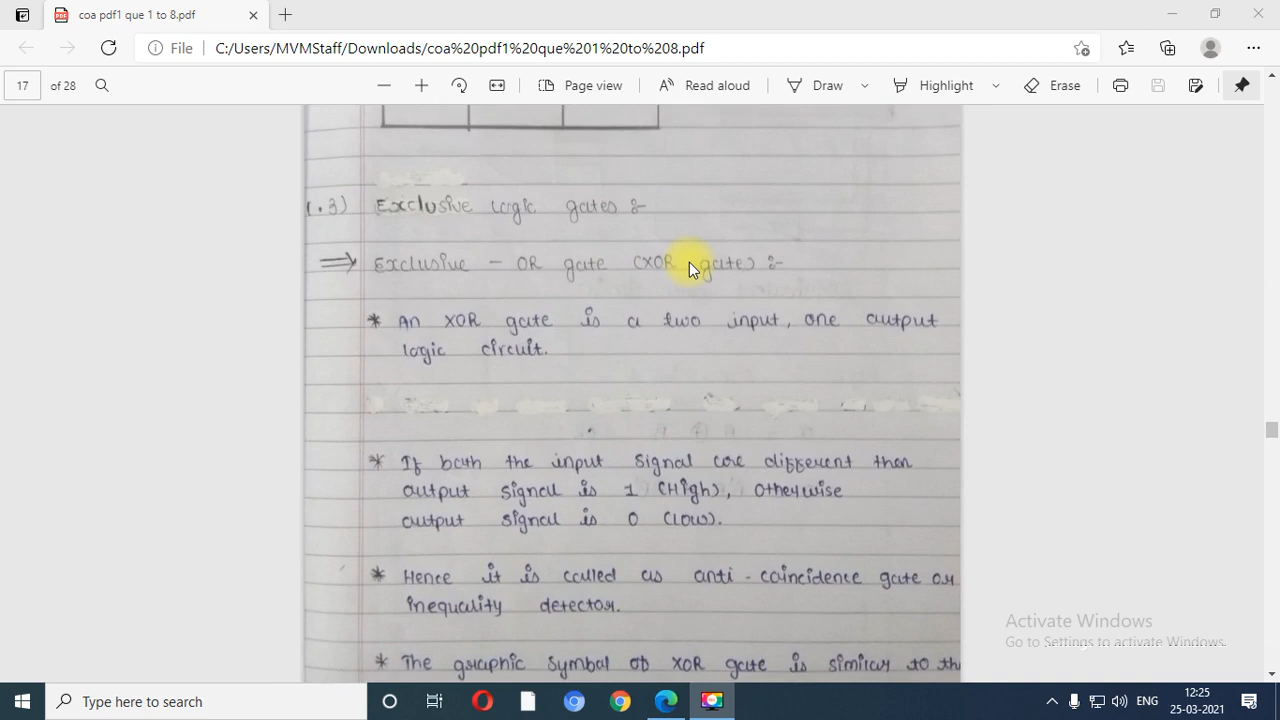 coa pdf1 que 1 to 8.pdf
File C:/Users/MVMStaff/Downloads/coa%20pdf1%20que%201%20to%208.pdf
17 of 28 Page view Read aloud Draw Highlight Erase
1.3) Exclusive logic gates :-
⇒ Exclusive - OR gate (XOR gate) :-
* An XOR gate is a two input, one output
logic circuit.
* If both the input signal are different then
output signal is 1 (High), Otherwise
output signal is 0 (Low).
* Hence it is called as anti-coincidence gate or
inequality detector.
* The graphic symbol of XOR gate is similar to th
Activate Windows
Go to Settings to activate Windows.
Type here to search
ENG
12:25
25-03-2021